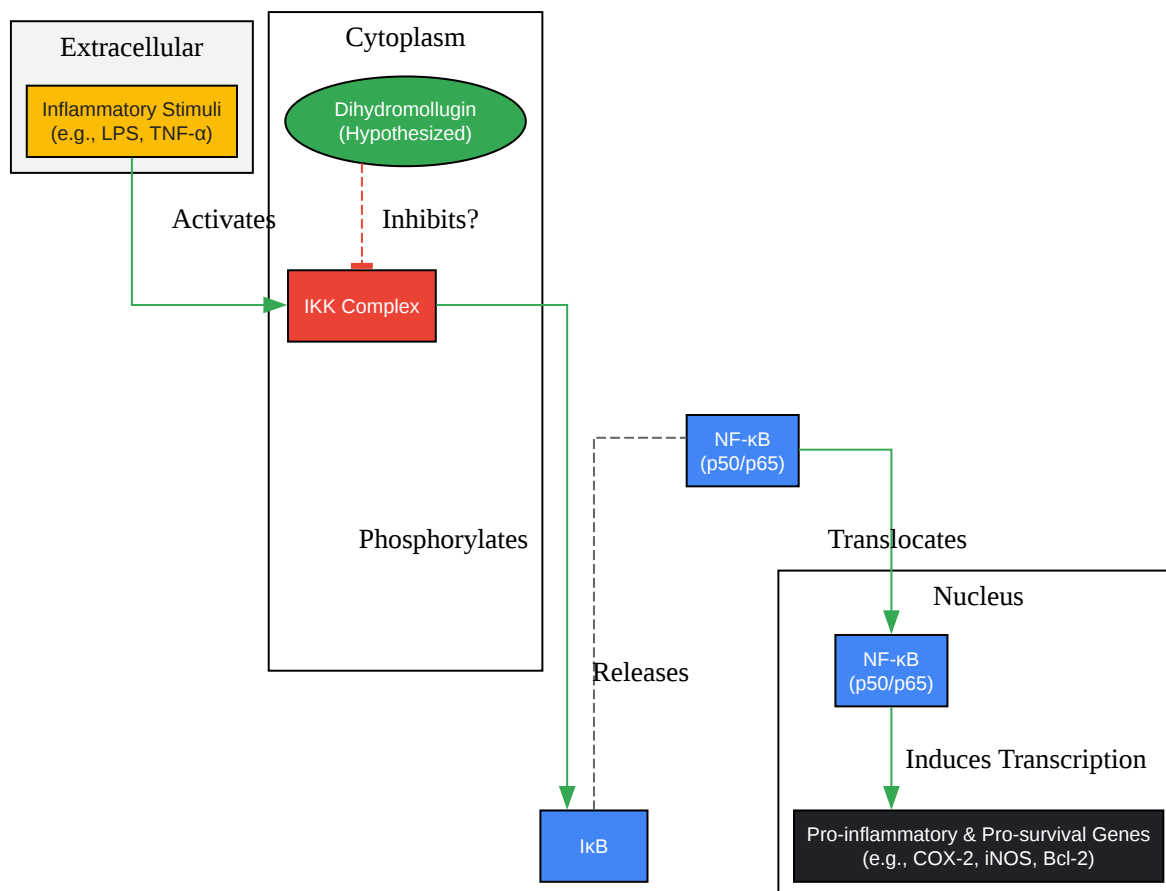 Extracellular
Inflammatory Stimuli
(e.g., LPS, TNF-α)
Cytoplasm
Dihydromollugin
(Hypothesized)
Activates
Inhibits?
IKK Complex
NF-κB
(p50/p65)
Phosphorylates
Translocates
Nucleus
NF-κB
(p50/p65)
Releases
Induces Transcription
IκB
Pro-inflammatory & Pro-survival Genes
(e.g., COX-2, iNOS, Bcl-2)